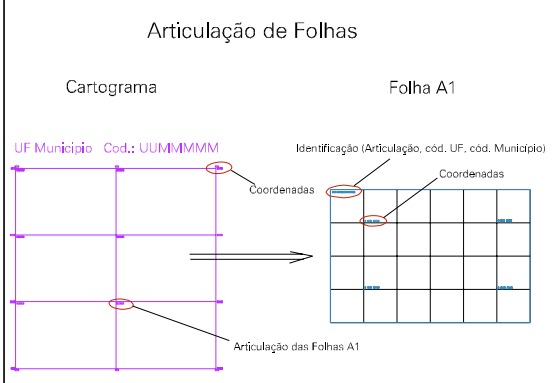 Articulação de Folhas
Cartograma
Folha A1
UF Municipio Cod.: UUMMMMM
Identificação (Articulação, cód. UF, cód. Município)
Coordenadas
Coordenadas
Articulação das Folhas A1